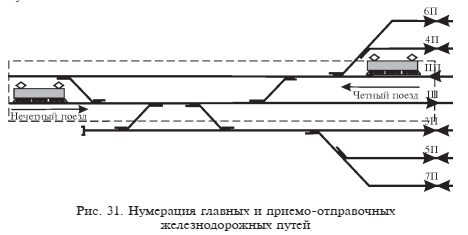 6П
4П
IIП
Четный поезд
IП
Нечетный поезд
3П
5П
7П
Рис. 31. Нумерация главных и приемо-отправочных
железнодорожных путей